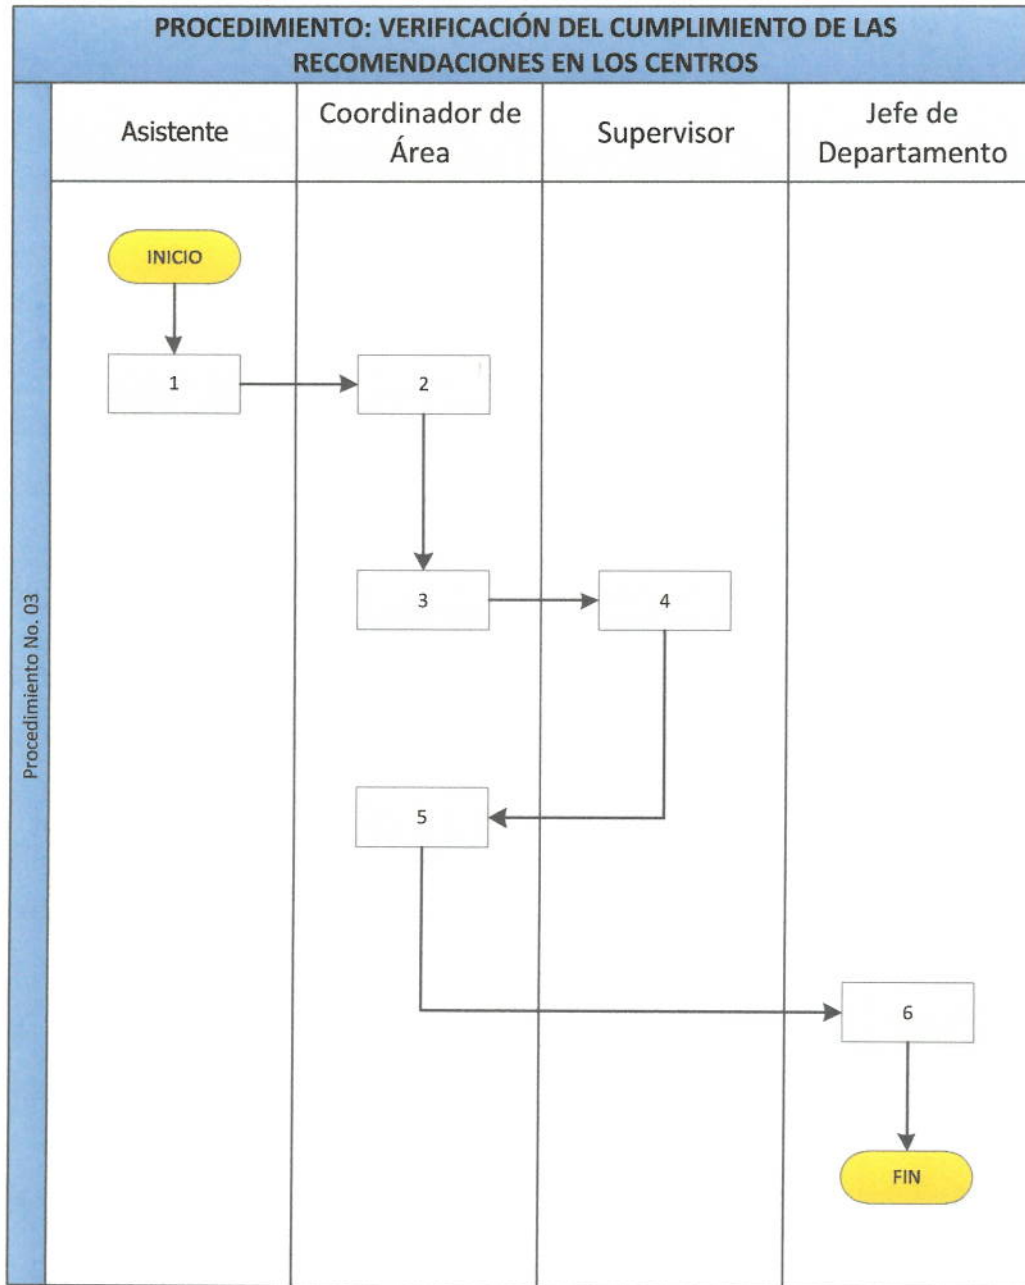 PROCEDIMIENTO: VERIFICACIÓN DEL CUMPLIMIENTO DE LAS
RECOMENDACIONES EN LOS CENTROS
Procedimiento No. 03
Asistente
Coordinador de
Área
Supervisor
Jefe de
Departamento
INICIO
1
2
3
4
5
6
FIN